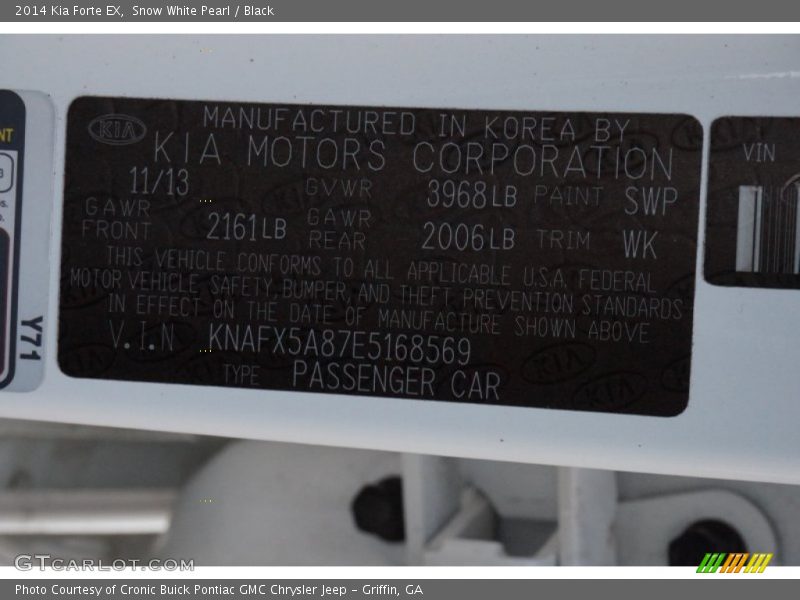 2014 Kia Forte EX, Snow White Pearl / Black
KIA
MANUFACTURED IN KOREA BY
KIA MOTORS CORPORATION
11/13 GVWR 3968LB PAINT SWP
GAWR FRONT 2161LB GAWR REAR 2006LB TRIM WK
THIS VEHICLE CONFORMS TO ALL APPLICABLE U.S.A. FEDERAL
MOTOR VEHICLE SAFETY, BUMPER, AND THEFT PREVENTION STANDARDS
IN EFFECT ON THE DATE OF MANUFACTURE SHOWN ABOVE
V.I.N KNAFX5A87E5168569
TYPE PASSENGER CAR
VIN
Y71
GTCARLOT.COM
Photo Courtesy of Cronic Buick Pontiac GMC Chrysler Jeep - Griffin, GA